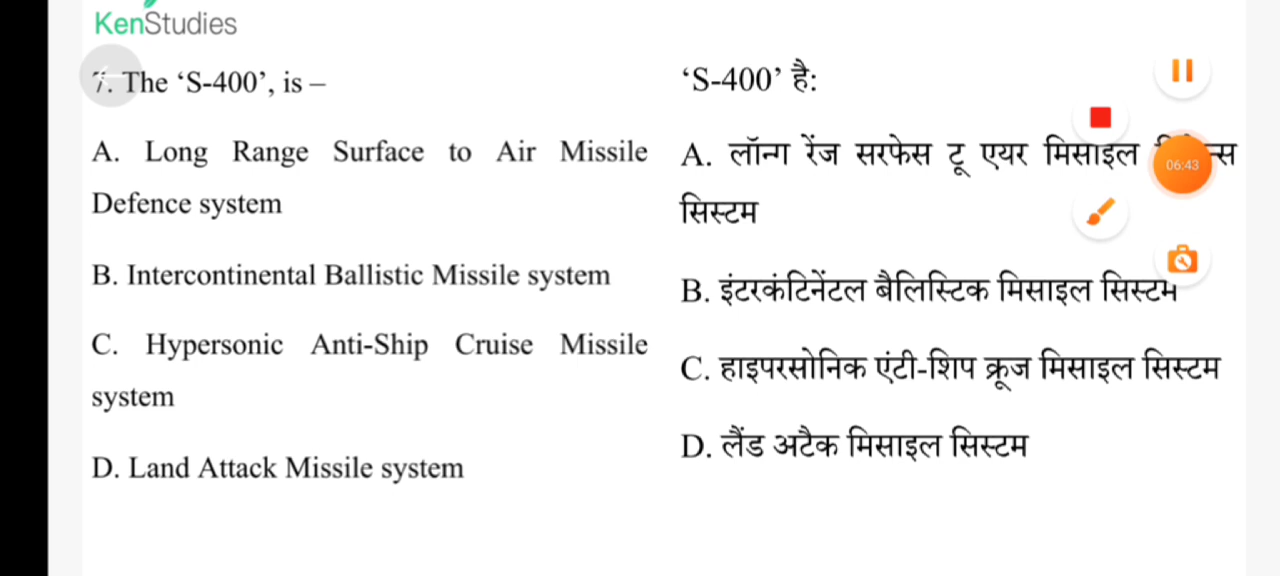 KenStudies
7. The ‘S-400’, is –
A. Long Range Surface to Air Missile
Defence system
B. Intercontinental Ballistic Missile system
C. Hypersonic Anti-Ship Cruise Missile
system
D. Land Attack Missile system
‘S-400’ है:
A. लॉन्ग रेंज सरफेस टू एयर मिसाइल
सिस्टम
B. इंटरकंटिनेंटल बैलिस्टिक मिसाइल सिस्टम
C. हाइपरसोनिक एंटी-शिप क्रूज मिसाइल सिस्टम
D. लैंड अटैक मिसाइल सिस्टम
06:43